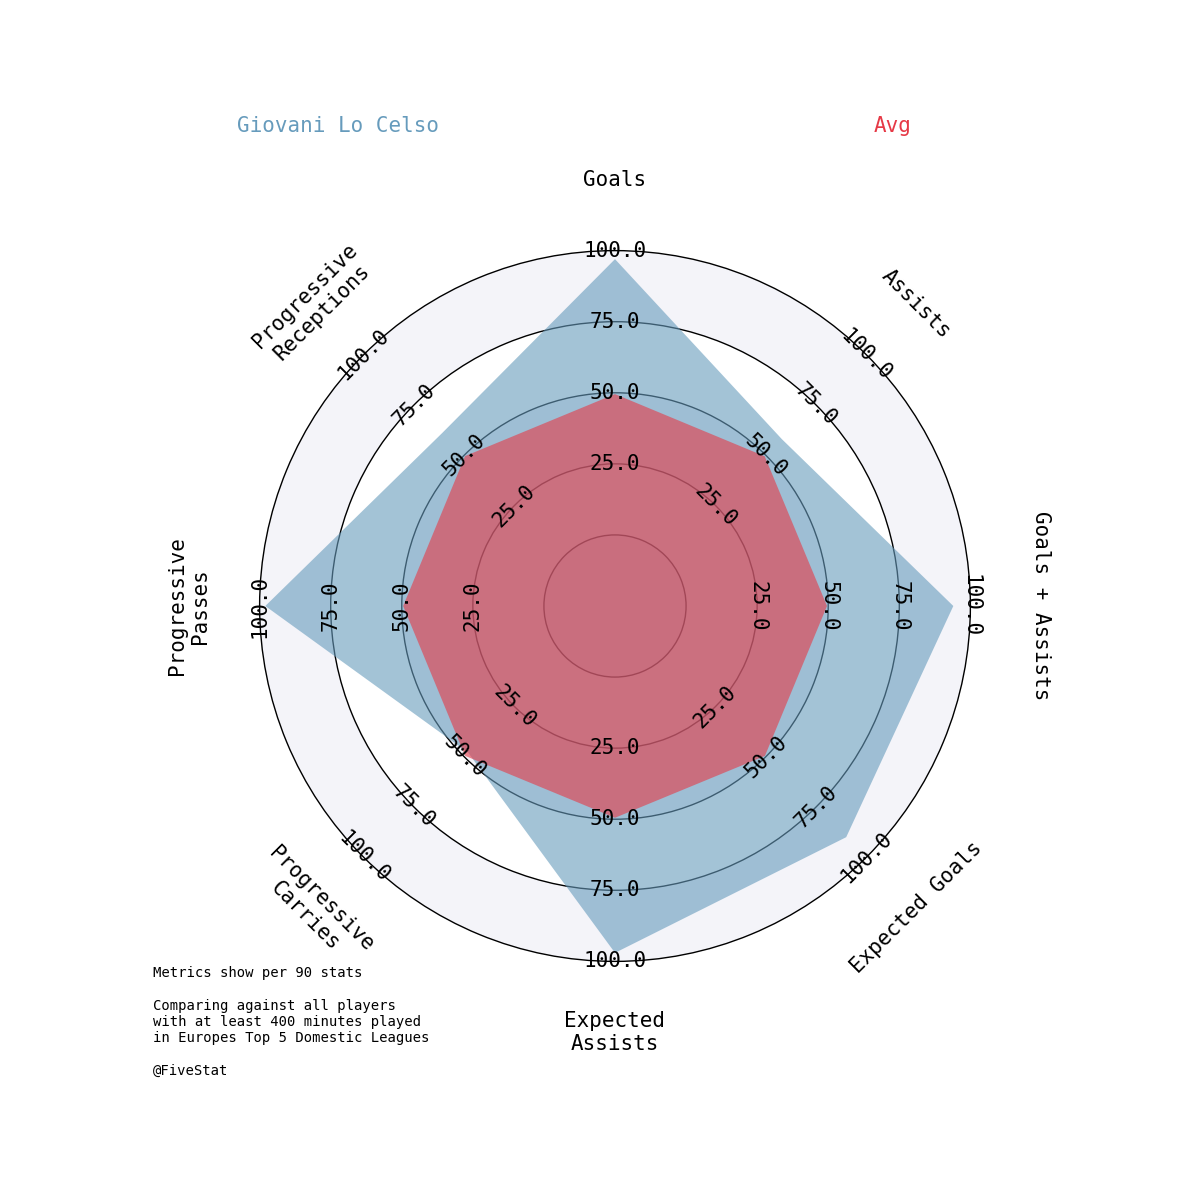 Giovani Lo Celso
Avg
Goals
Progressive
Receptions
Assists
100.0
100.0
100.0
75.0
75.0
75.0
50.0
50.0
50.0
25.0
25.0
25.0
Progressive
Passes
100.0
75.0
50.0
25.0
25.0
50.0
75.0
100.0
Goals + Assists
25.0
25.0
25.0
50.0
50.0
50.0
75.0
75.0
75.0
100.0
100.0
100.0
Progressive
Carries
Expected Goals
Expected
Assists
Metrics show per 90 stats
Comparing against all players
with at least 400 minutes played
in Europes Top 5 Domestic Leagues
@FiveStat